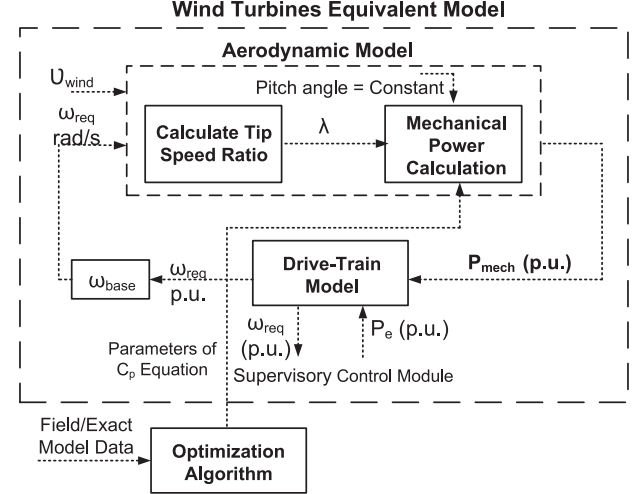 Wind Turbines Equivalent Model
Aerodynamic Model
υwind
Pitch angle = Constant
ωreq
rad/s
Calculate Tip
Speed Ratio
λ
Mechanical
Power
Calculation
ωbase
ωreq
p.u.
Drive-Train
Model
Pmech (p.u.)
ωreq
(p.u.)
Pe (p.u.)
Parameters of
Cp Equation
Supervisory Control Module
Field/Exact
Model Data
Optimization
Algorithm